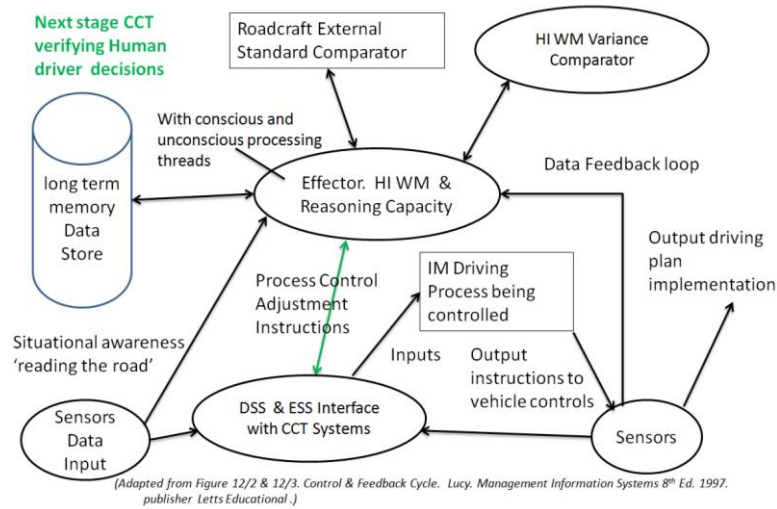 Next stage CCT
verifying Human
driver decisions
Roadcraft External
Standard Comparator
HI WM Variance
Comparator
With conscious and
unconscious processing
threads
long term
memory
Data
Store
Effector. HI WM &
Reasoning Capacity
Data Feedback loop
Output driving
plan
implementation
Process Control
Adjustment
Instructions
IM Driving
Process being
controlled
Situational awareness
‘reading the road’
Inputs
Output
instructions to
vehicle controls
Sensors
Data
Input
DSS & ESS Interface
with CCT Systems
Sensors
(Adapted from Figure 12/2 & 12/3. Control & Feedback Cycle. Lucy. Management Information Systems 8th Ed. 1997.
publisher Letts Educational .)